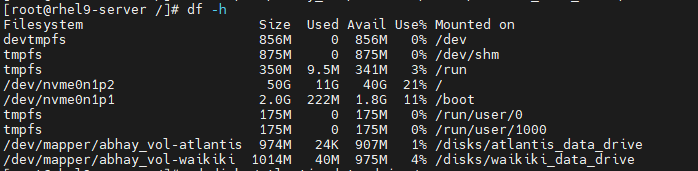 [root@rhel9-server /]# df -h
Filesystem Size Used Avail Use% Mounted on
devtmpfs 856M 0 856M 0% /dev
tmpfs 875M 0 875M 0% /dev/shm
tmpfs 350M 9.5M 341M 3% /run
/dev/nvme0n1p2 50G 11G 40G 21% /
/dev/nvme0n1p1 2.0G 222M 1.8G 11% /boot
tmpfs 175M 0 175M 0% /run/user/0
tmpfs 175M 0 175M 0% /run/user/1000
/dev/mapper/abhay_vol-atlantis 974M 24K 907M 1% /disks/atlantis_data_drive
/dev/mapper/abhay_vol-waikiki 1014M 40M 975M 4% /disks/waikiki_data_drive